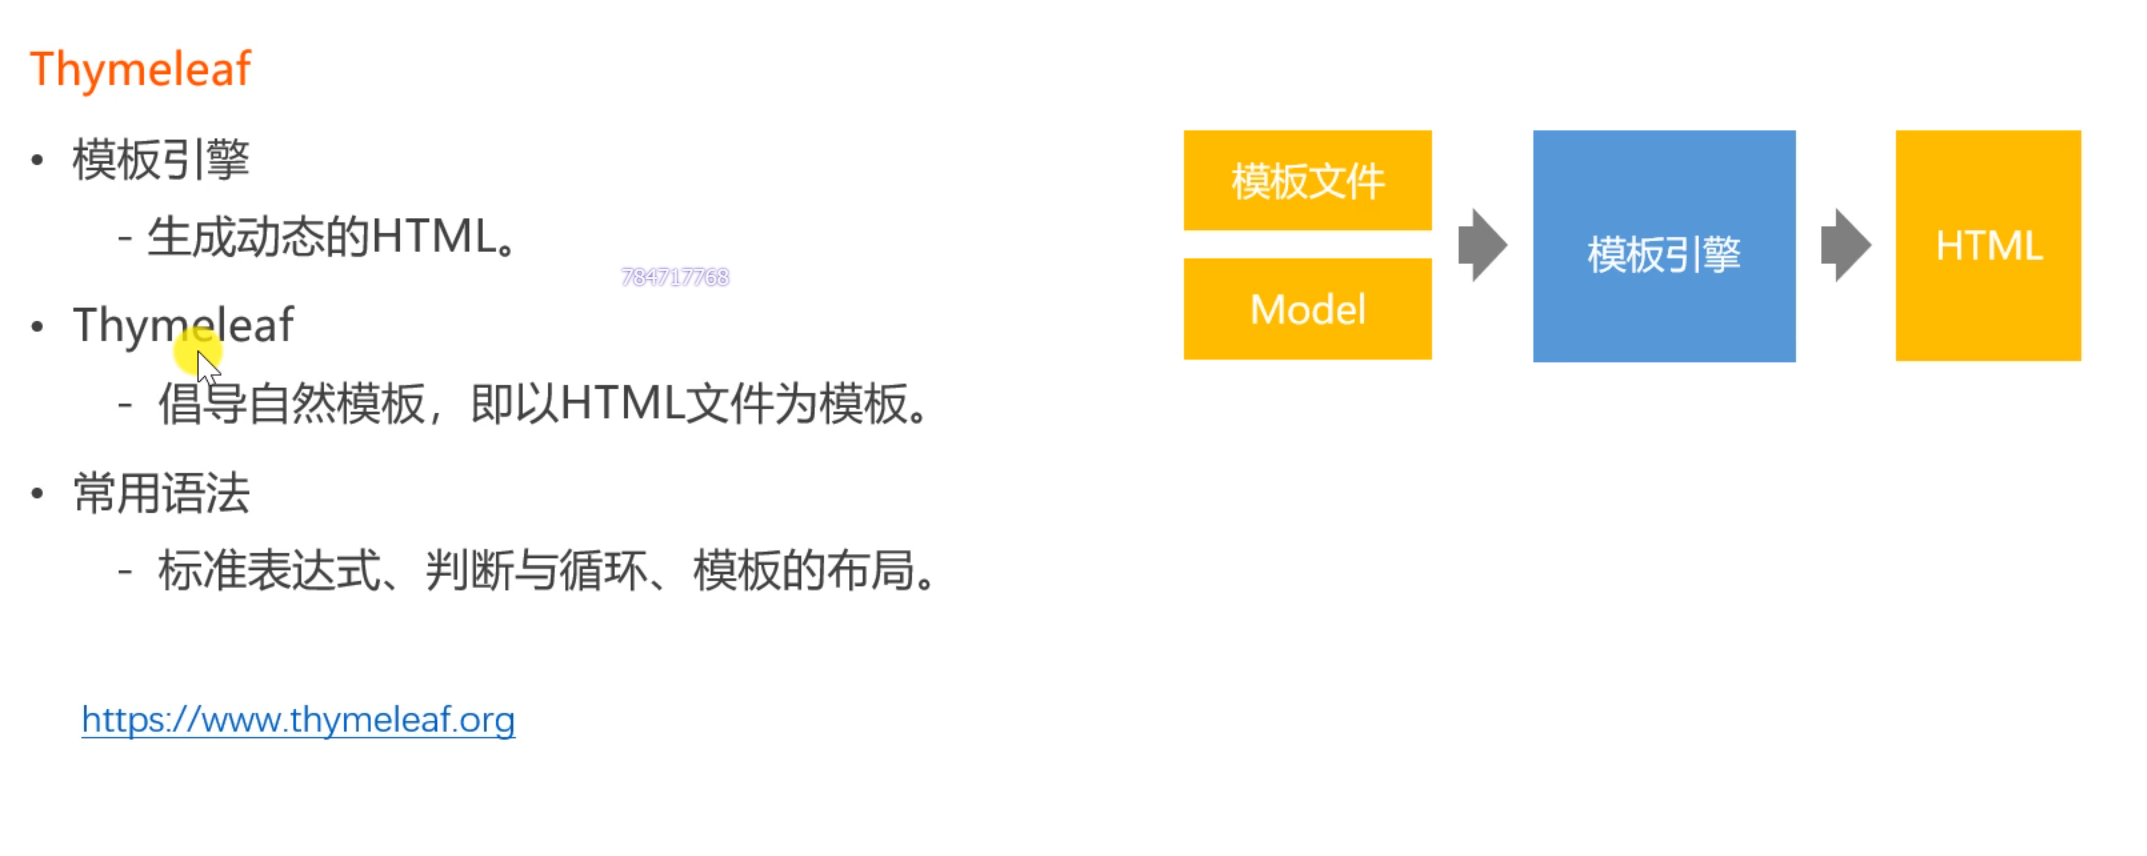 Thymeleaf
• 模板引擎
- 生成动态的HTML。
784717768
• Thymeleaf
- 倡导自然模板，即以HTML文件为模板。
• 常用语法
- 标准表达式、判断与循环、模板的布局。
https://www.thymeleaf.org
模板文件
Model
模板引擎
HTML